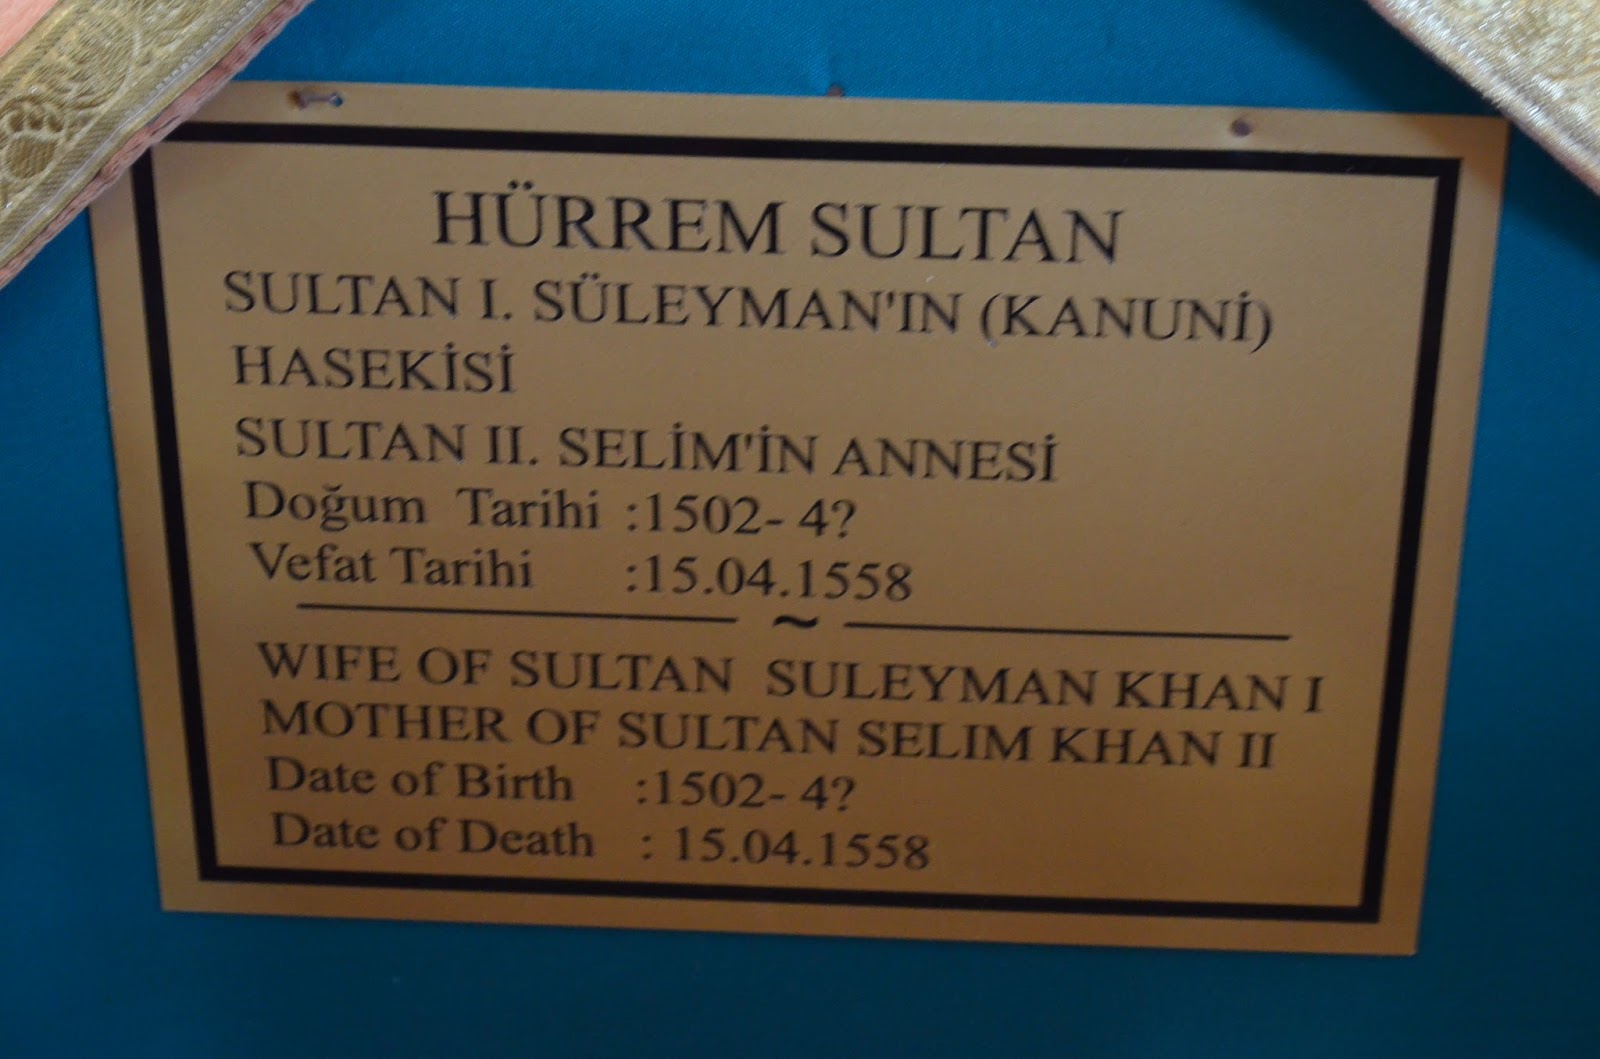 HÜRREM SULTAN
SULTAN I. SÜLEYMAN'IN (KANUNİ)
HASEKİSİ
SULTAN II. SELİM'İN ANNESİ
Doğum Tarihi :1502- 4?
Vefat Tarihi :15.04.1558
~
WIFE OF SULTAN SULEYMAN KHAN I
MOTHER OF SULTAN SELIM KHAN II
Date of Birth :1502- 4?
Date of Death : 15.04.1558